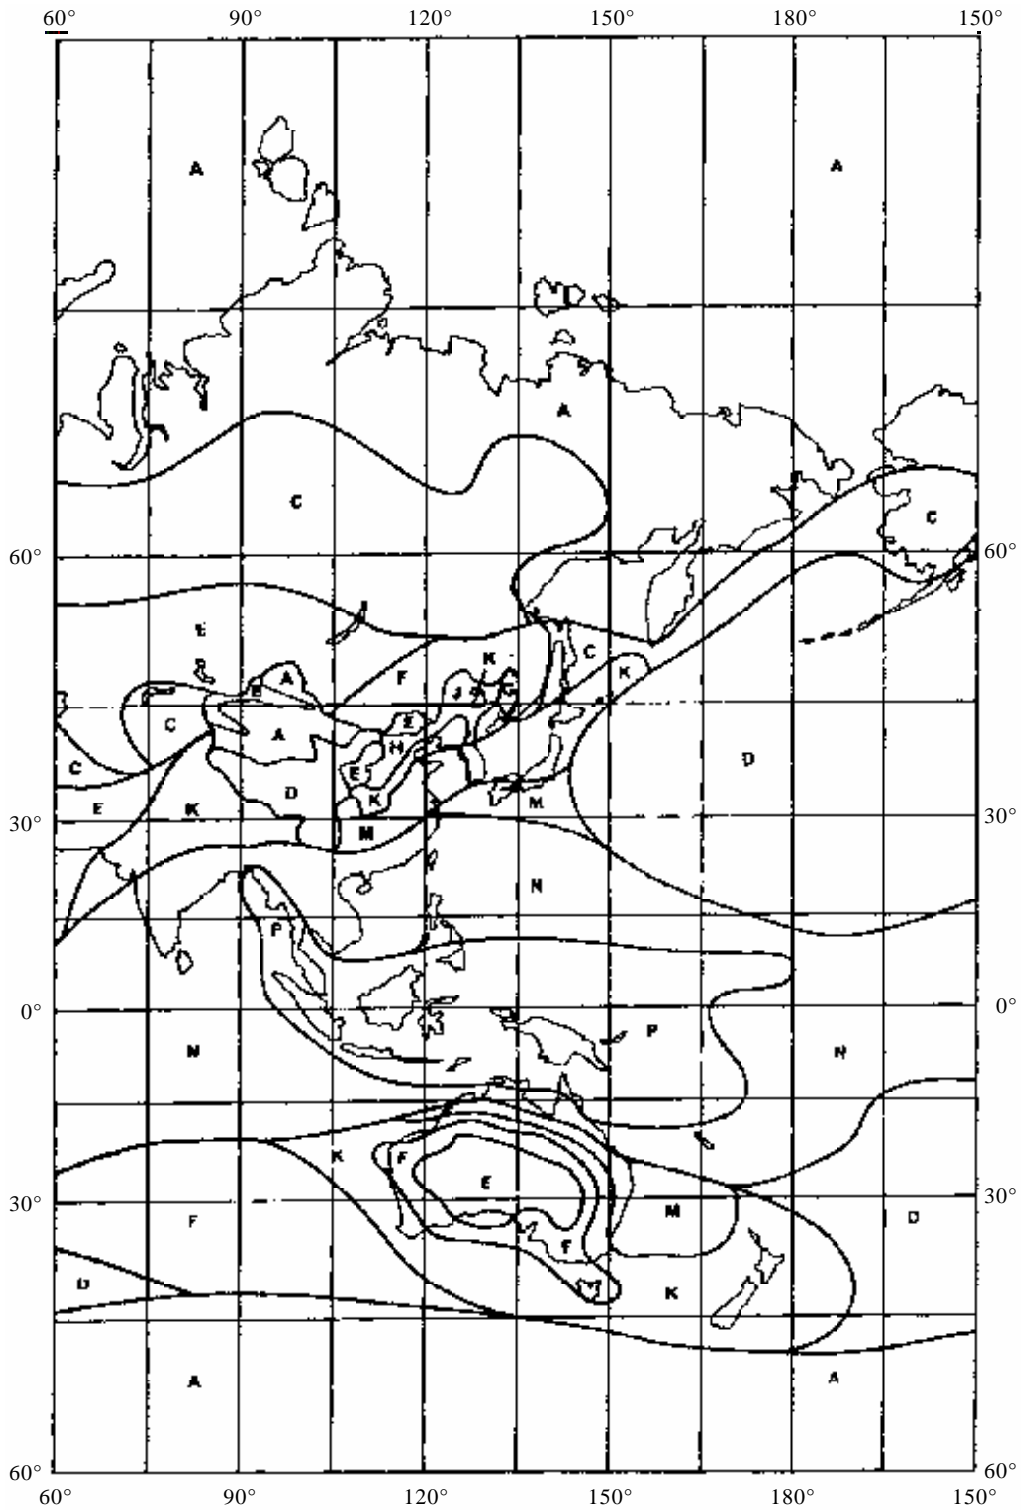 60° 90° 120° 150° 180° 150°
A A
A
C C
60° 60°
E
K C
A F K
E J
C E
A H D
C E
D K M
E K
30° M 30°
N
P
0° 0°
P
N N
K F
E
30° 30°
M
F D
F
D
K
A A
60° 60°
60° 90° 120° 150° 180° 150°